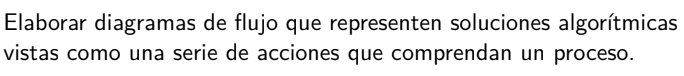 Elaborar diagramas de flujo que representen soluciones algorítmicas
vistas como una serie de acciones que comprendan un proceso.